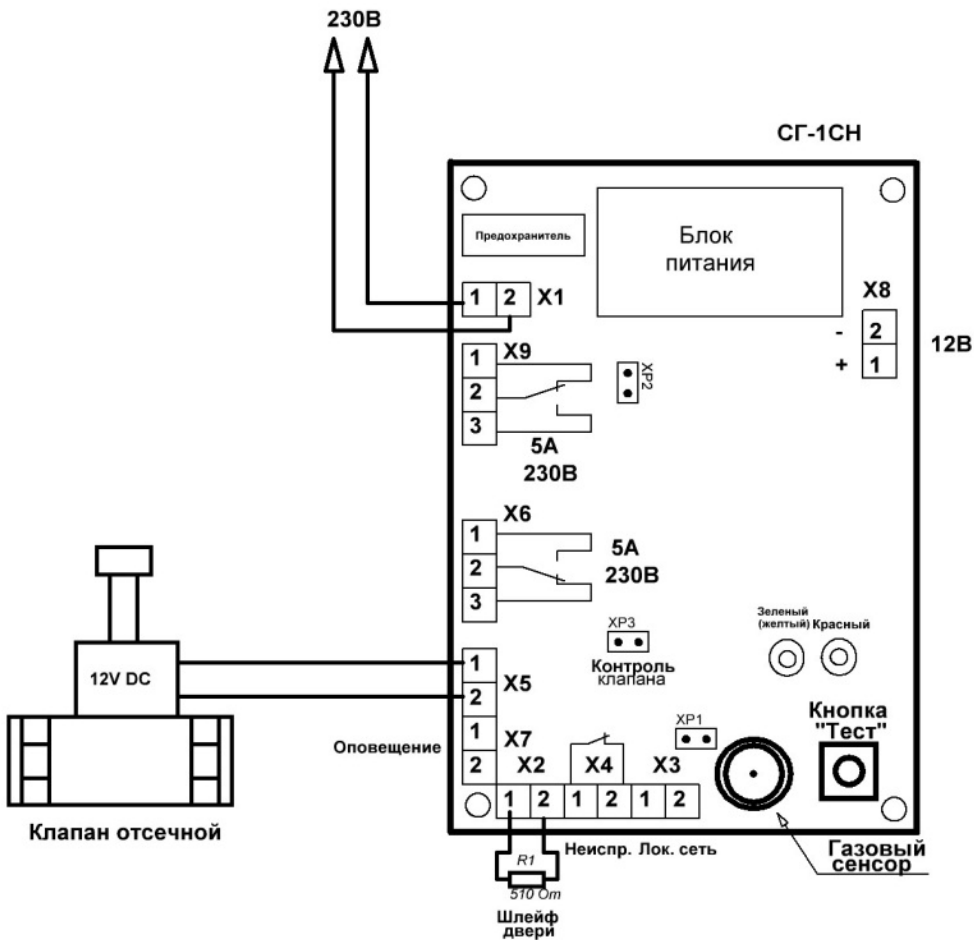 230В
СГ-1СН
Предохранитель
Блок
питания
1 2 X1
X8
- 2
+ 1
12В
X9
1
2
3
XP2
5А
230В
X6
1
2
3
5А
230В
XP3
Контроль
клапана
Зеленый
(желтый)
Красный
12V DC
1
2
X5
Оповещение
1
2
X7
XP1
Кнопка
"Тест"
X2 X4 X3
1 2 1 2 1 2
Клапан отсечной
Неиспр. Лок. сеть
Газовый
сенсор
R1
510 От
Шлейф
двери